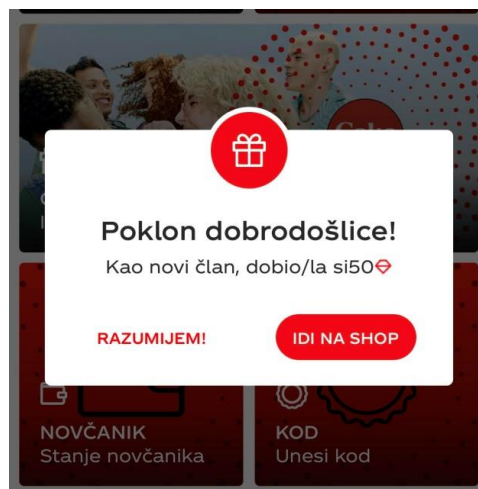 Poklon dobrodošlice!
Kao novi član, dobio/la si50
RAZUMIJEM!
IDI NA SHOP
NOVČANIK
Stanje novčanika
KOD
Unesi kod